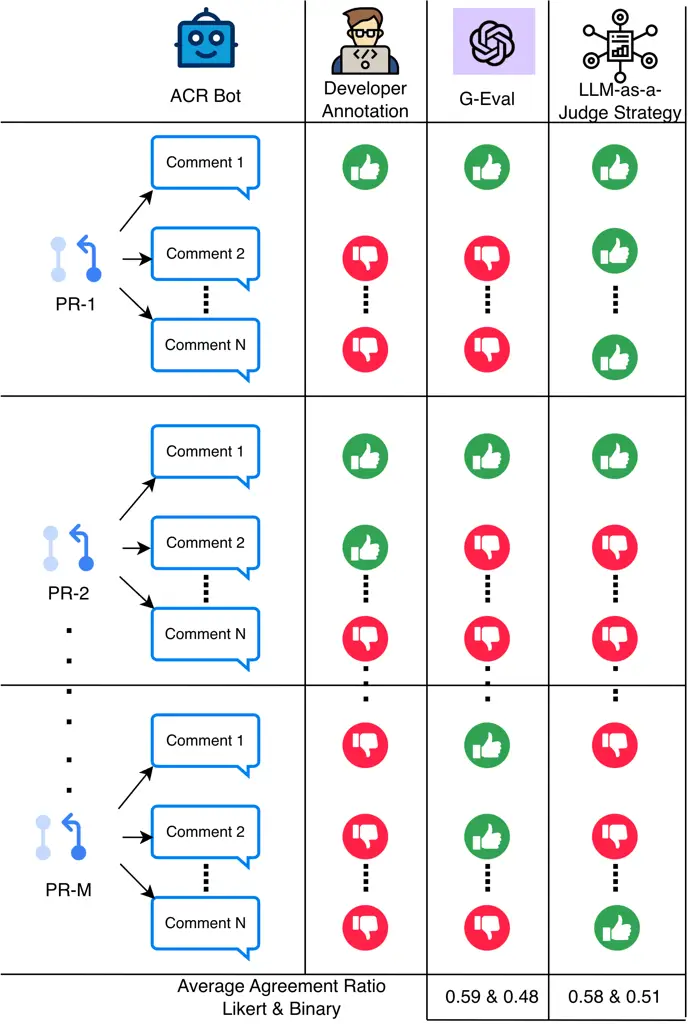 ACR Bot
Developer
Annotation
G-Eval
LLM-as-a-
Judge Strategy
PR-1
Comment 1
Comment 2
Comment N
PR-2
Comment 1
Comment 2
Comment N
PR-M
Comment 1
Comment 2
Comment N
Average Agreement Ratio
Likert & Binary
0.59 & 0.48
0.58 & 0.51